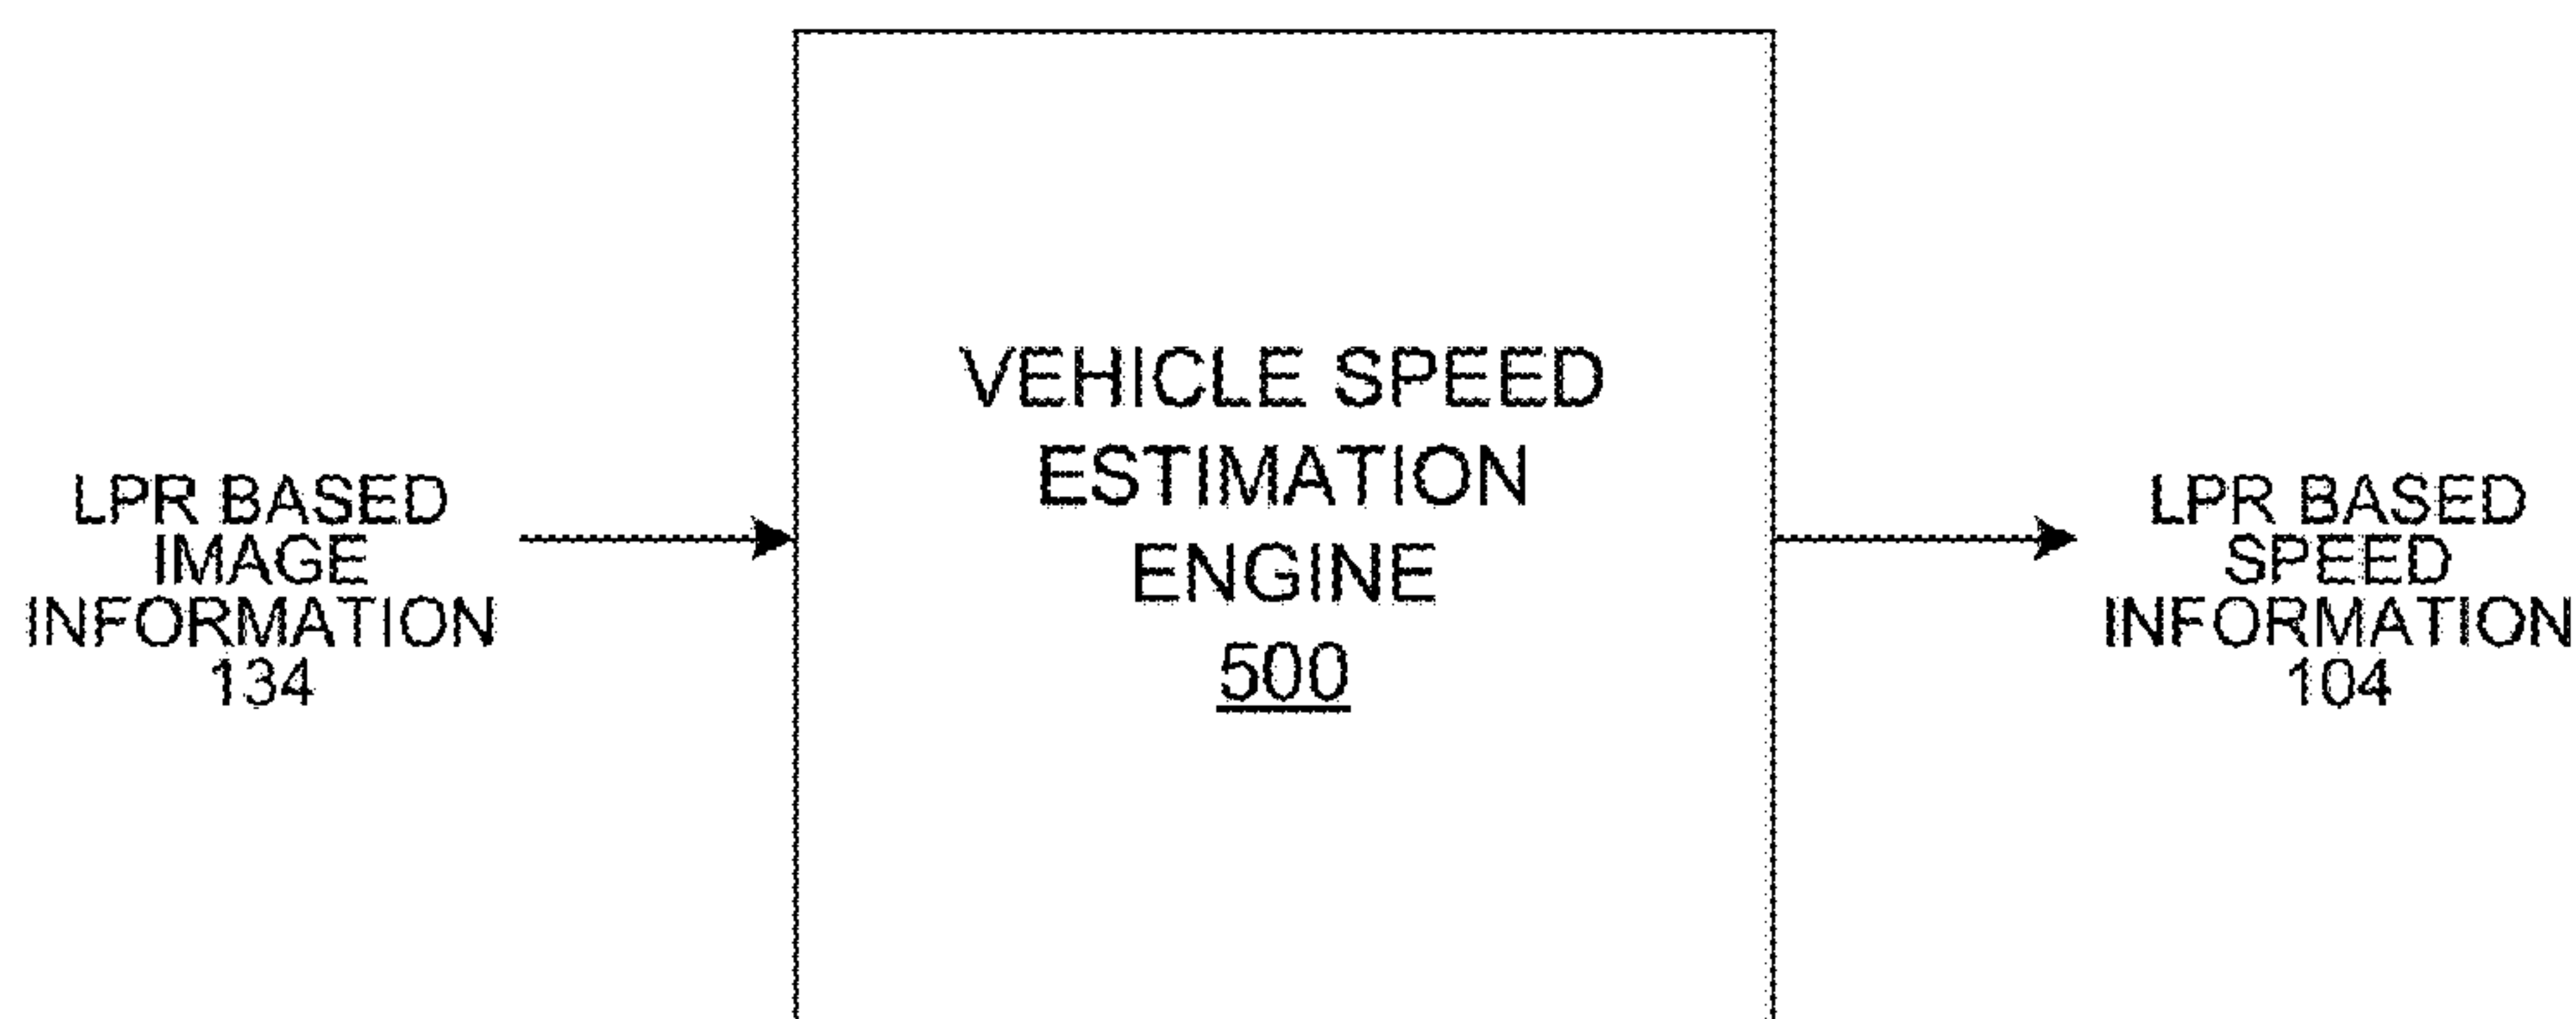 LPR BASED
IMAGE
INFORMATION
134
VEHICLE SPEED
ESTIMATION
ENGINE
500
LPR BASED
SPEED
INFORMATION
104